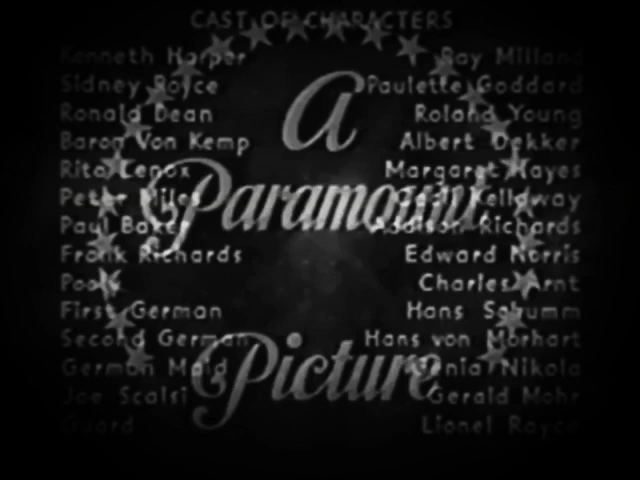 CAST OF CHARACTERS
Kenneth Harper Ray Milland
Sidney Royce Paulette Goddard
Ronald Dean Roland Young
Baron Von Kemp Albert Dekker
Rita Lenox Margaret Hayes
Peter Miles Cecil Kellaway
Paul Baker Addison Richards
Frank Richards Edward Norris
Pooly Charles Arnt
First German Hans Schumm
Second German Hans von Morhart
German Maid Genia Nikola
Joe Scalsi Gerald Mohr
Guard Lionel Royce
A
Paramount
Picture